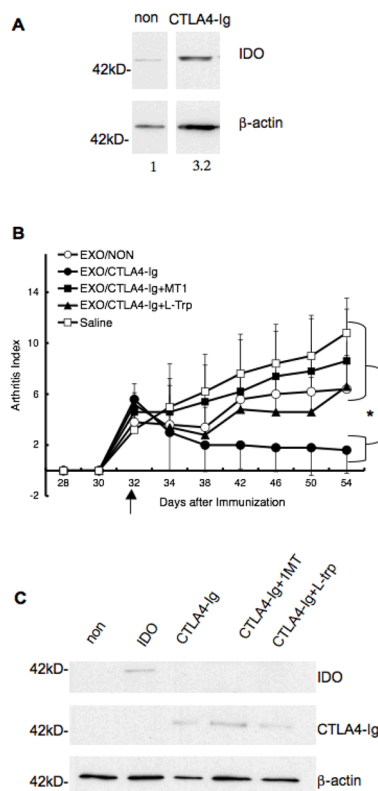 A
non CTLA4-Ig
42kD- IDO
42kD- β-actin
1 3.2
B
EXO/NON
EXO/CTLA4-Ig
EXO/CTLA4-Ig+MT1
EXO/CTLA4-Ig+L-Trp
Saline
14
10
6
2
-2
Arthritis Index
*
28 30 32 34 38 42 46 50 54
Days after Immunization
C
non IDO CTLA4-Ig CTLA4-Ig+1MT CTLA4-Ig+L-trp
42kD- IDO
42kD- CTLA4-Ig
42kD- β-actin